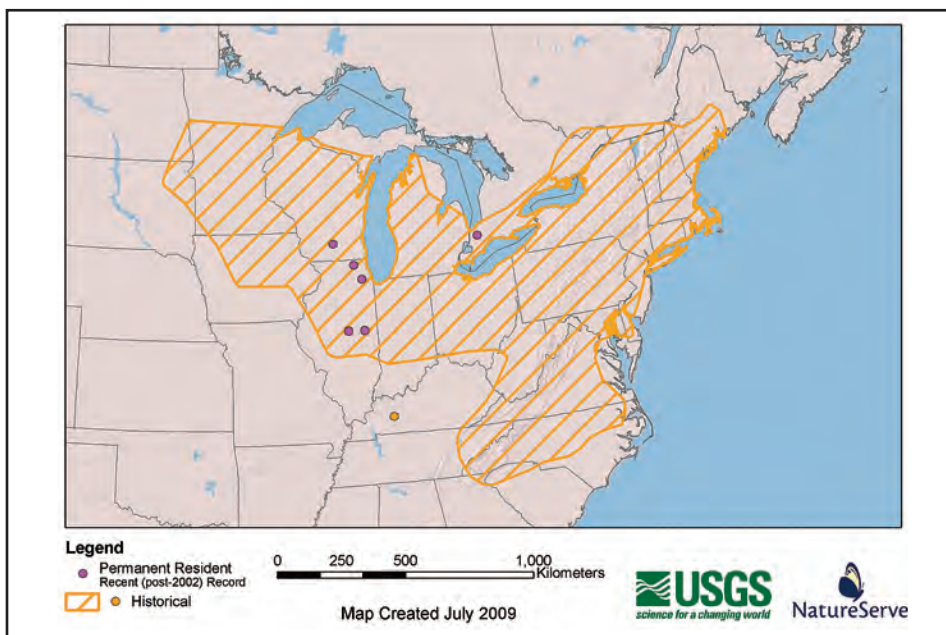 Legend
Permanent Resident
Recent (post-2002) Record
Historical
0 250 500 1,000
Kilometers
Map Created July 2009
USGS
science for a changing world
NatureServe